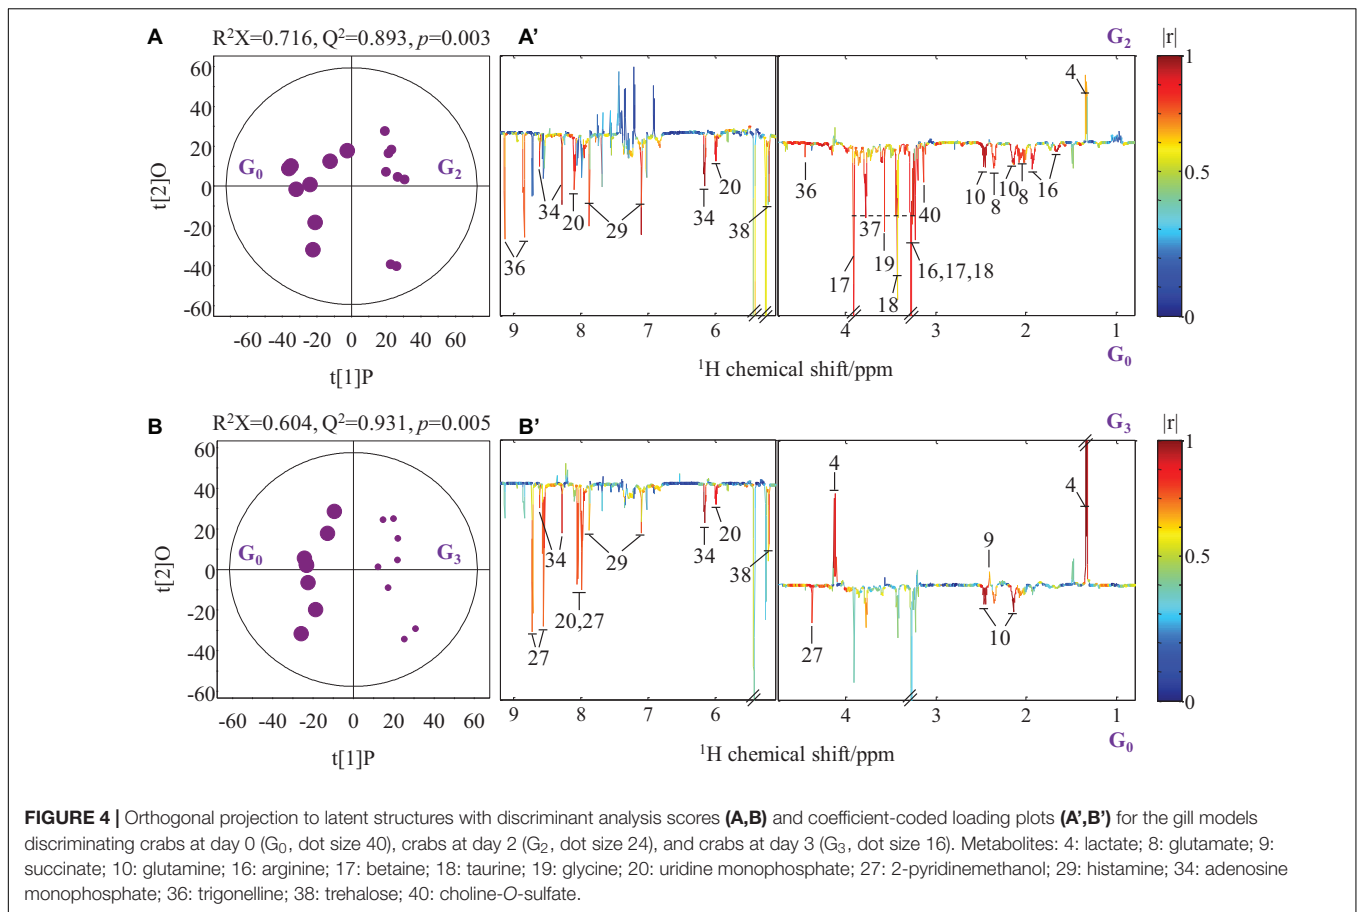 A
R²X=0.716, Q²=0.893, p=0.003
A’
G₂
|r|
60
40
20
0
-20
-40
-60
t[2]O
G₀
G₂
-60 -40 -20 0 20 40 60
t[1]P
4
36
34
20
29
34
20
38
36
17
37
19
18
40
16,17,18
10
8
10
8
16
9 8 7 6
4 3 2 1
¹H chemical shift/ppm
G₀
1
0.5
0
B
R²X=0.604, Q²=0.931, p=0.005
B’
G₃
|r|
60
40
20
0
-20
-40
-60
t[2]O
G₀
G₃
-60 -40 -20 0 20 40 60
t[1]P
34
29
34
20
38
20,27
27
4
4
9
27
10
9 8 7 6
4 3 2 1
¹H chemical shift/ppm
G₀
1
0.5
0
FIGURE 4 | Orthogonal projection to latent structures with discriminant analysis scores (A,B) and coefficient-coded loading plots (A’,B’) for the gill models
discriminating crabs at day 0 (G₀, dot size 40), crabs at day 2 (G₂, dot size 24), and crabs at day 3 (G₃, dot size 16). Metabolites: 4: lactate; 8: glutamate; 9:
succinate; 10: glutamine; 16: arginine; 17: betaine; 18: taurine; 19: glycine; 20: uridine monophosphate; 27: 2-pyridinemethanol; 29: histamine; 34: adenosine
monophosphate; 36: trigonelline; 38: trehalose; 40: choline-O-sulfate.